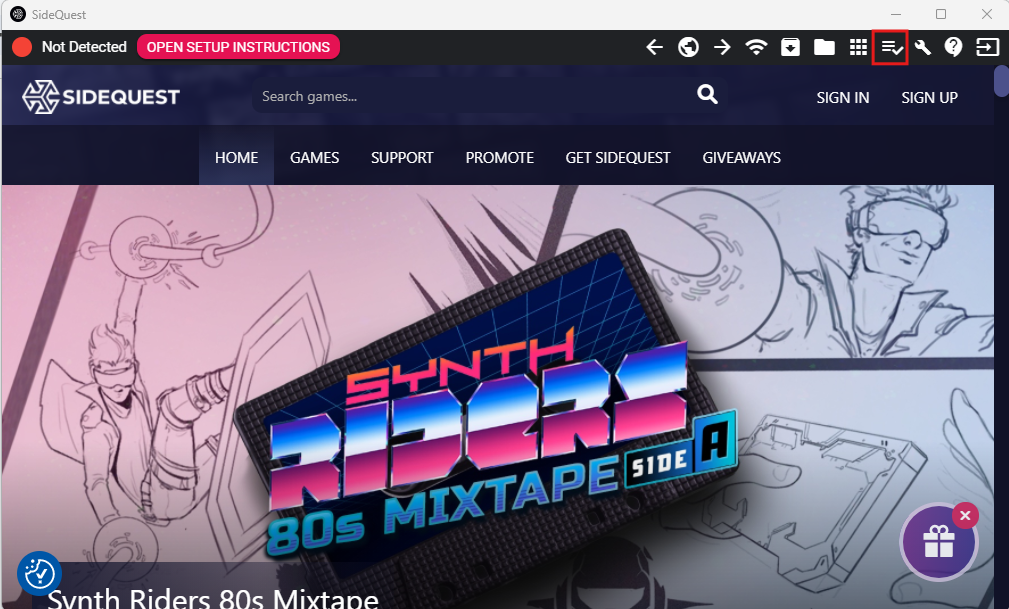 SideQuest
Not Detected OPEN SETUP INSTRUCTIONS
SIDEQUEST Search games... SIGN IN SIGN UP
HOME GAMES SUPPORT PROMOTE GET SIDEQUEST GIVEAWAYS
SYNTH
RIDERS
80s MIXTAPE SIDE A
Synth Riders 80s Mixtape